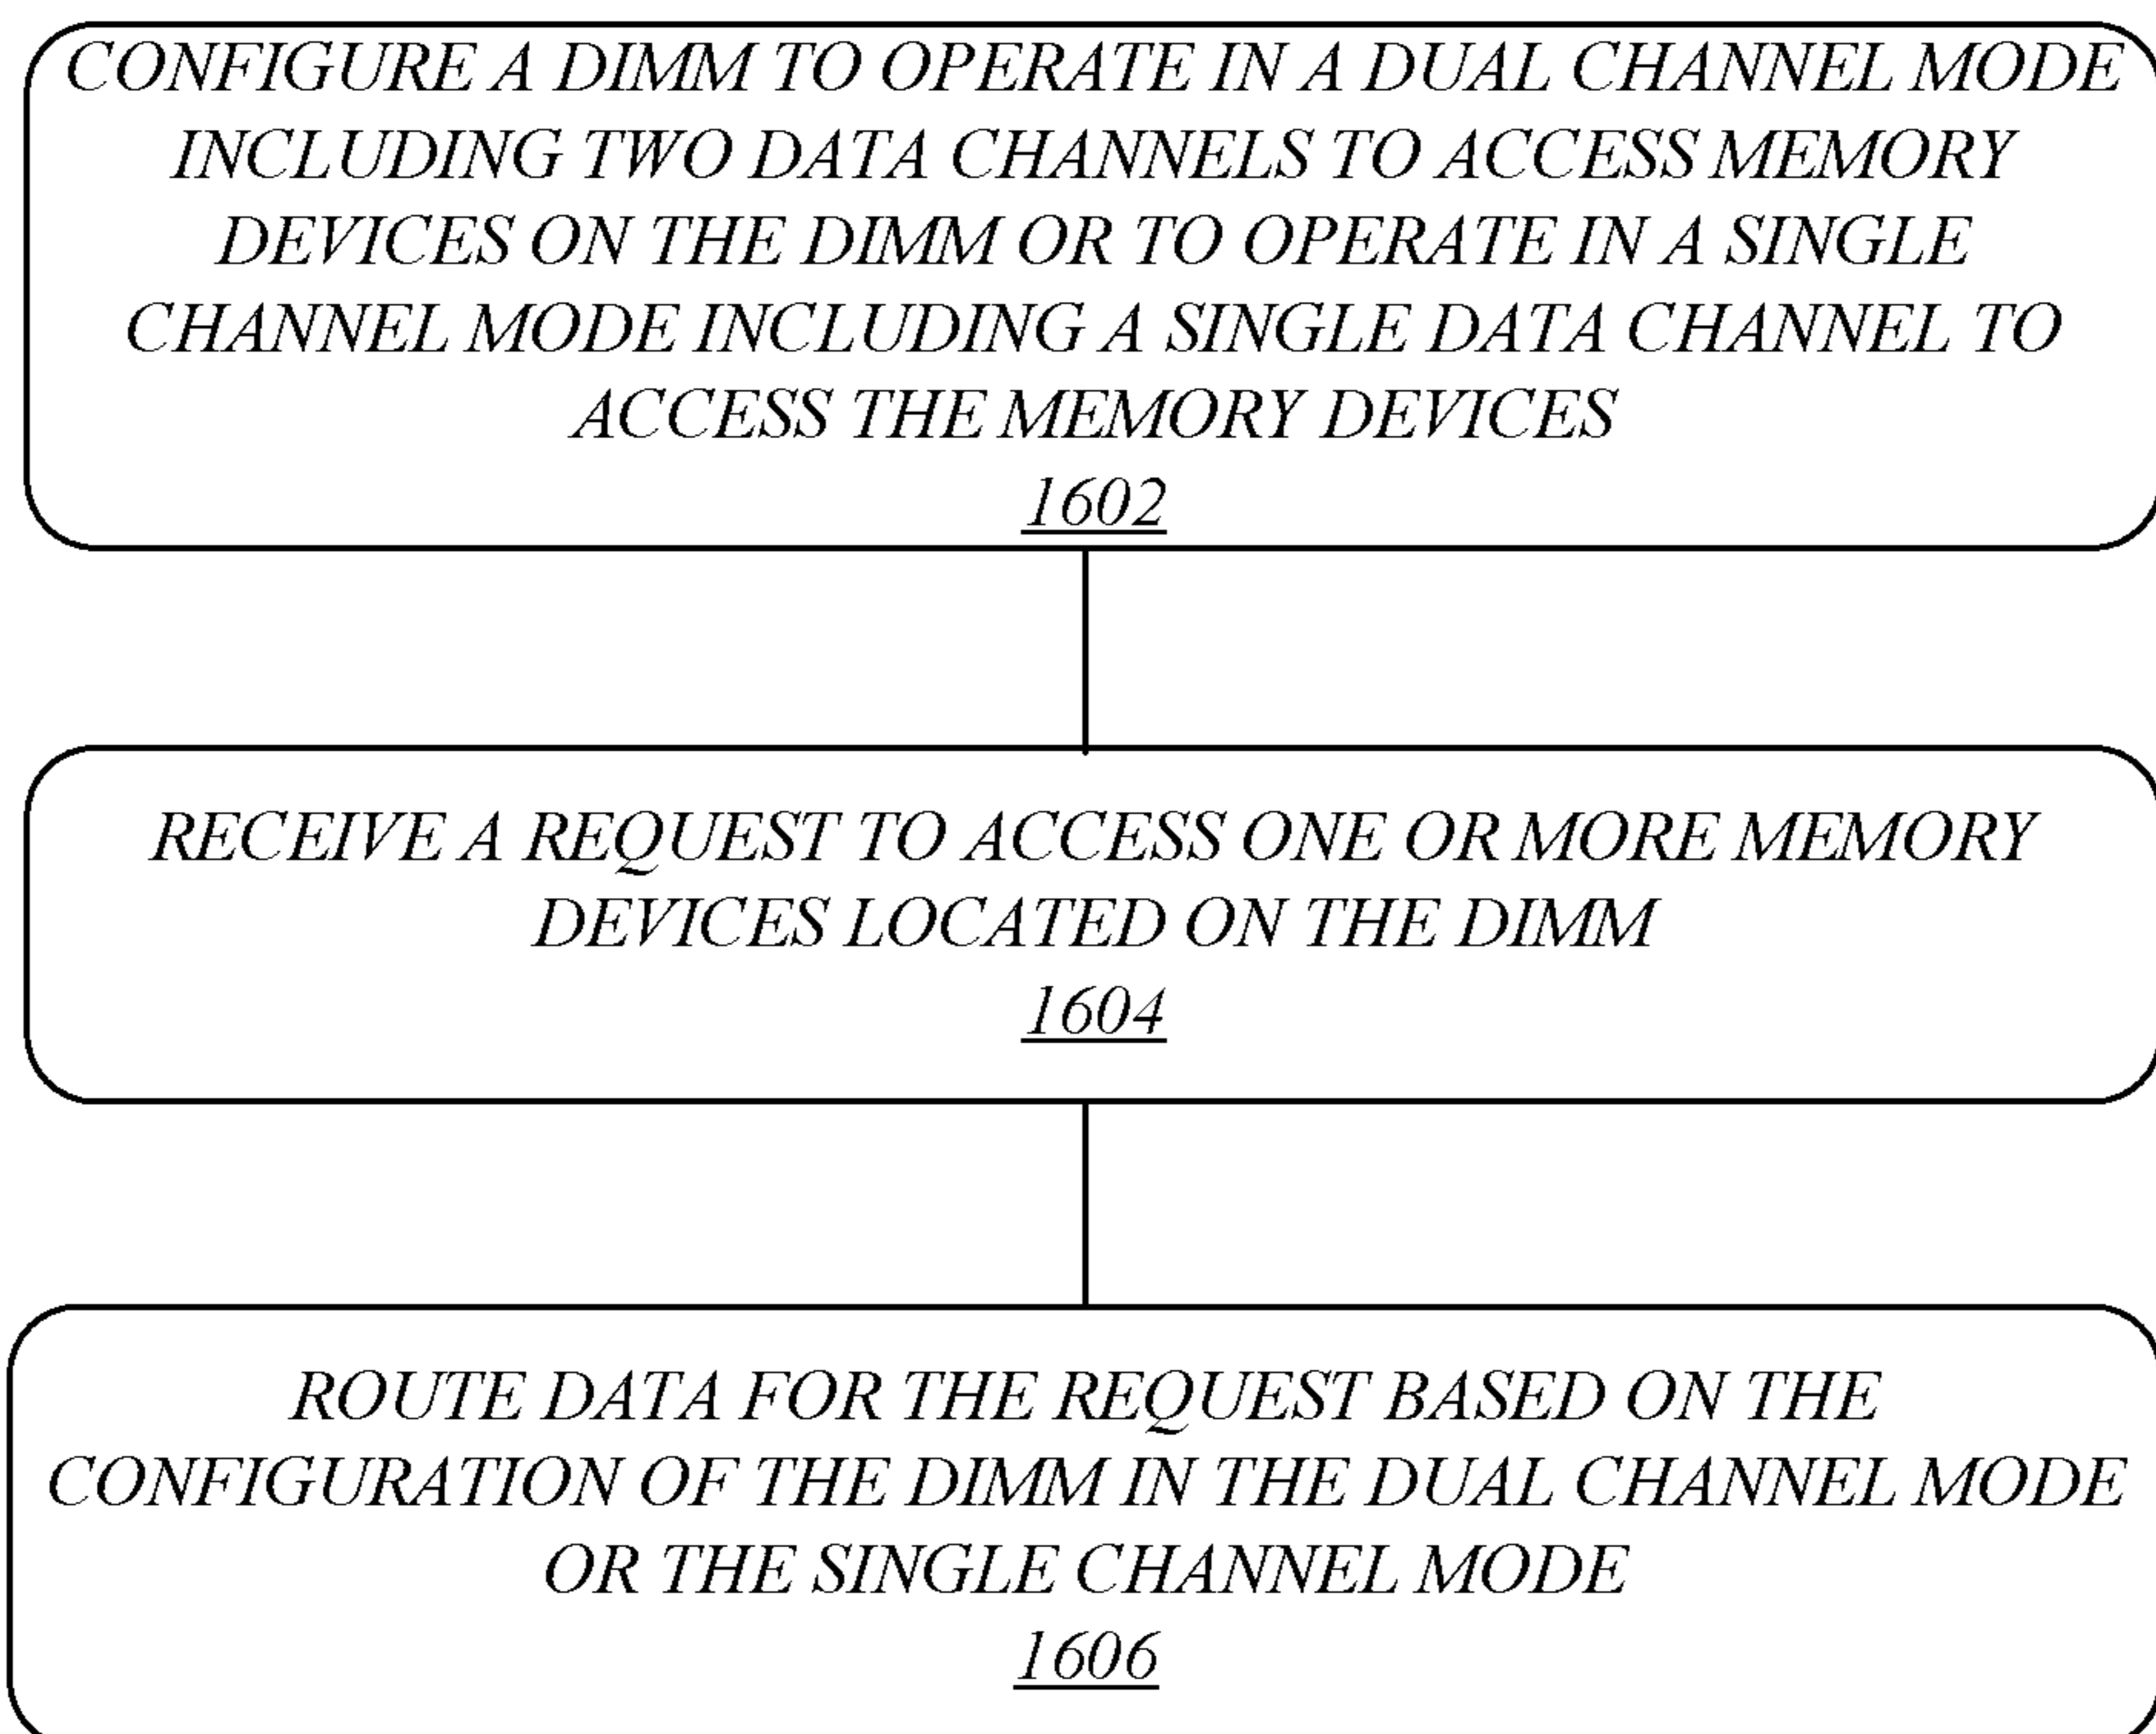 CONFIGURE A DIMM TO OPERATE IN A DUAL CHANNEL MODE
INCLUDING TWO DATA CHANNELS TO ACCESS MEMORY
DEVICES ON THE DIMM OR TO OPERATE IN A SINGLE
CHANNEL MODE INCLUDING A SINGLE DATA CHANNEL TO
ACCESS THE MEMORY DEVICES
1602
RECEIVE A REQUEST TO ACCESS ONE OR MORE MEMORY
DEVICES LOCATED ON THE DIMM
1604
ROUTE DATA FOR THE REQUEST BASED ON THE
CONFIGURATION OF THE DIMM IN THE DUAL CHANNEL MODE
OR THE SINGLE CHANNEL MODE
1606